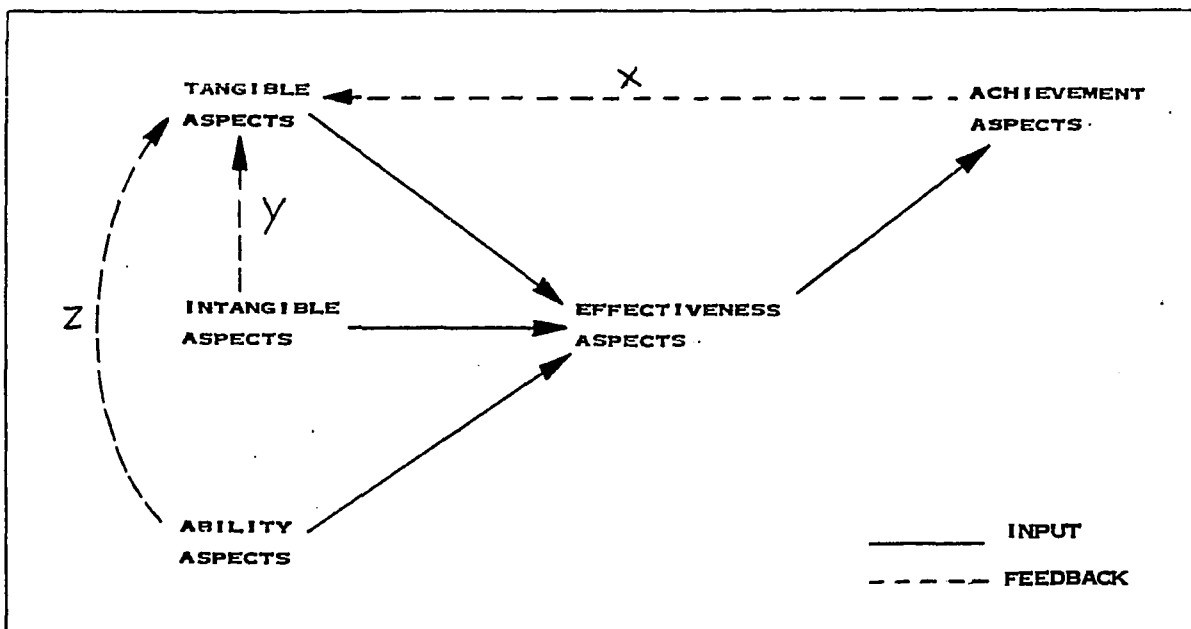 X
TANGIBLE
ASPECTS
ACHIEVEMENT
ASPECTS
Y
Z
INTANGIBLE
ASPECTS
EFFECTIVENESS
ASPECTS
ABILITY
ASPECTS
INPUT
FEEDBACK